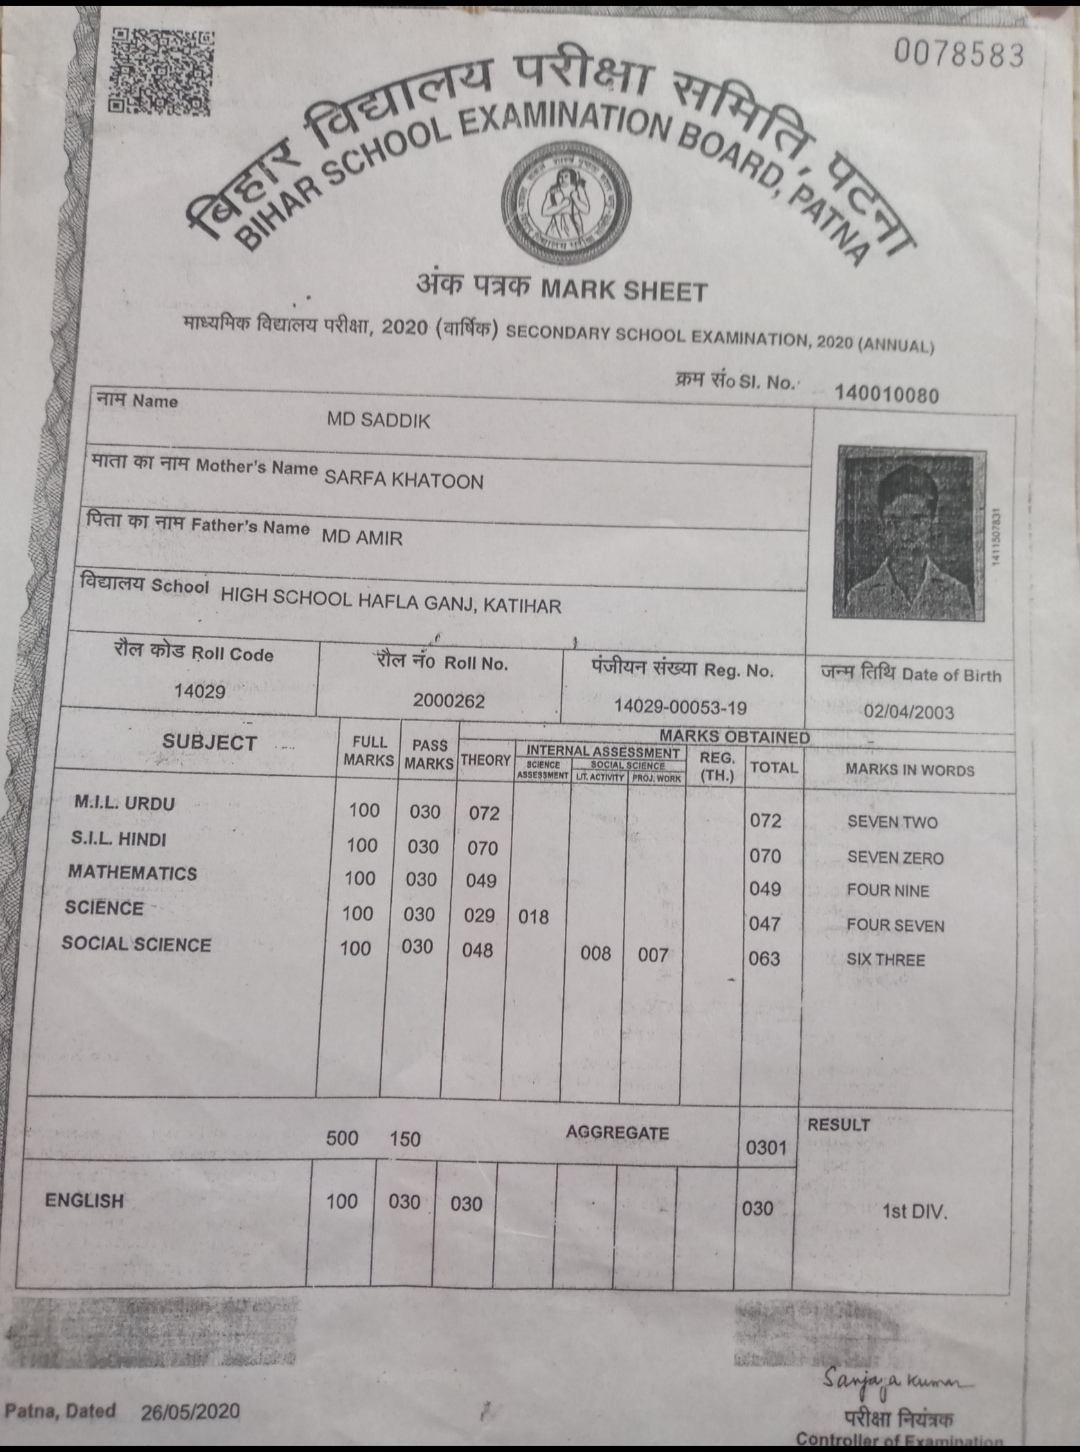 0078583
बिहार विद्यालय परीक्षा समिति, पटना
BIHAR SCHOOL EXAMINATION BOARD, PATNA
अंक पत्रक MARK SHEET
माध्यमिक विद्यालय परीक्षा, 2020 (वार्षिक) SECONDARY SCHOOL EXAMINATION, 2020 (ANNUAL)
क्रम संo Sl. No. 140010080
नाम Name MD SADDIK
माता का नाम Mother's Name SARFA KHATOON
पिता का नाम Father's Name MD AMIR
1411507831
विद्यालय School HIGH SCHOOL HAFLA GANJ, KATIHAR
रौल कोड Roll Code रौल नंo Roll No. पंजीयन संख्या Reg. No. जन्म तिथि Date of Birth
14029 2000262 14029-00053-19 02/04/2003
SUBJECT FULL MARKS PASS MARKS MARKS OBTAINED
THEORY INTERNAL ASSESSMENT REG. (TH.) TOTAL MARKS IN WORDS
SCIENCE ASSESSMENT SOCIAL SCIENCE
LIT. ACTIVITY PROJ. WORK
M.I.L. URDU 100 030 072 072 SEVEN TWO
S.I.L. HINDI 100 030 070 070 SEVEN ZERO
MATHEMATICS 100 030 049 049 FOUR NINE
SCIENCE 100 030 029 018 047 FOUR SEVEN
SOCIAL SCIENCE 100 030 048 008 007 063 SIX THREE
500 150 AGGREGATE 0301 RESULT
ENGLISH 100 030 030 030 1st DIV.
Sanjaya Kumar
Patna, Dated 26/05/2020
परीक्षा नियंत्रक
Controller of Examination